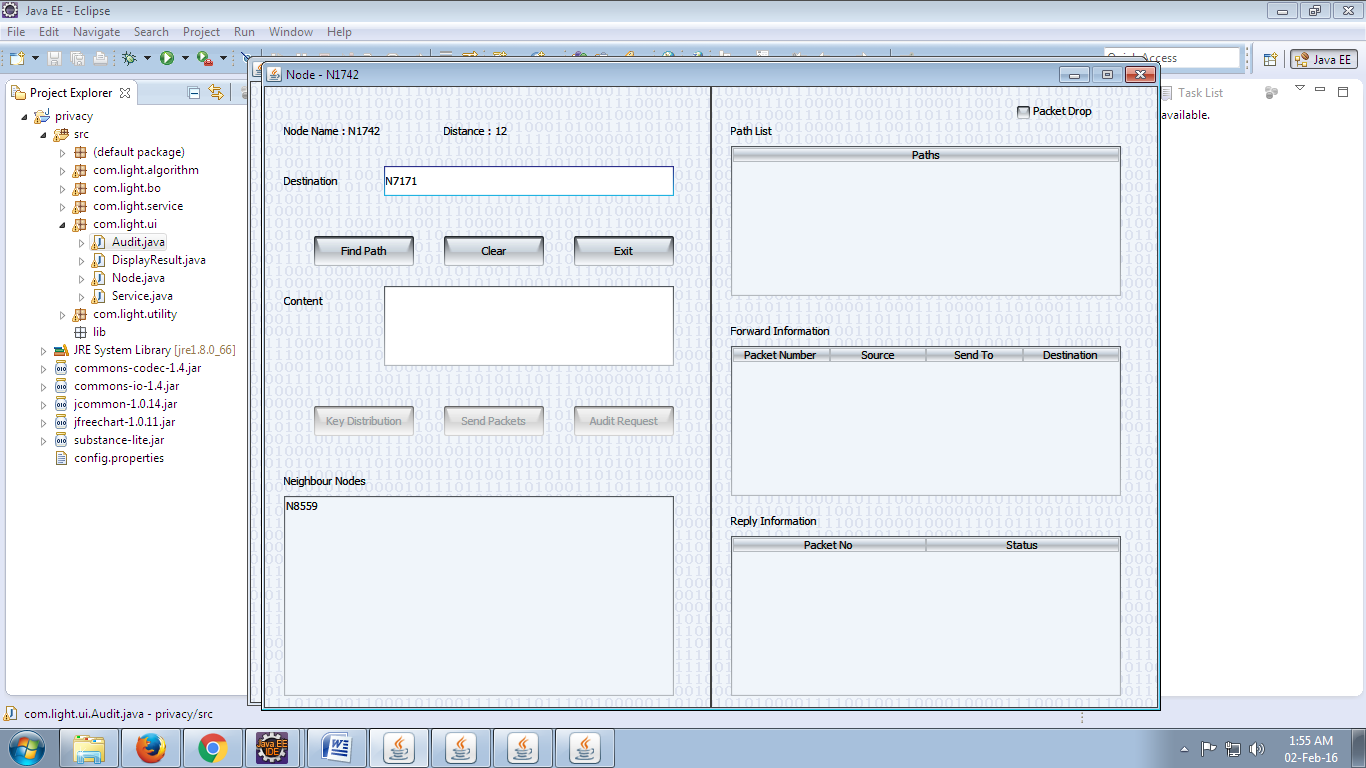 Java EE - Eclipse
File Edit Navigate Search Project Run Window Help
Access
Java EE
Project Explorer
privacy
src
(default package)
com.light.algorithm
com.light.bo
com.light.service
com.light.ui
Audit.java
DisplayResult.java
Node.java
Service.java
com.light.utility
lib
JRE System Library [jre1.8.0_66]
commons-codec-1.4.jar
commons-io-1.4.jar
jcommon-1.0.14.jar
jfreechart-1.0.11.jar
substance-lite.jar
config.properties
Node - N1742
Node Name : N1742 Distance : 12
Destination N7171
Find Path Clear Exit
Content
Key Distribution Send Packets Audit Request
Neighbour Nodes
N8559
Packet Drop
Path List
Paths
Forward Information
Packet Number Source Send To Destination
Reply Information
Packet No Status
Task List
available.
com.light.ui.Audit.java - privacy/src
Java EE
IDE
1:55 AM
02-Feb-16